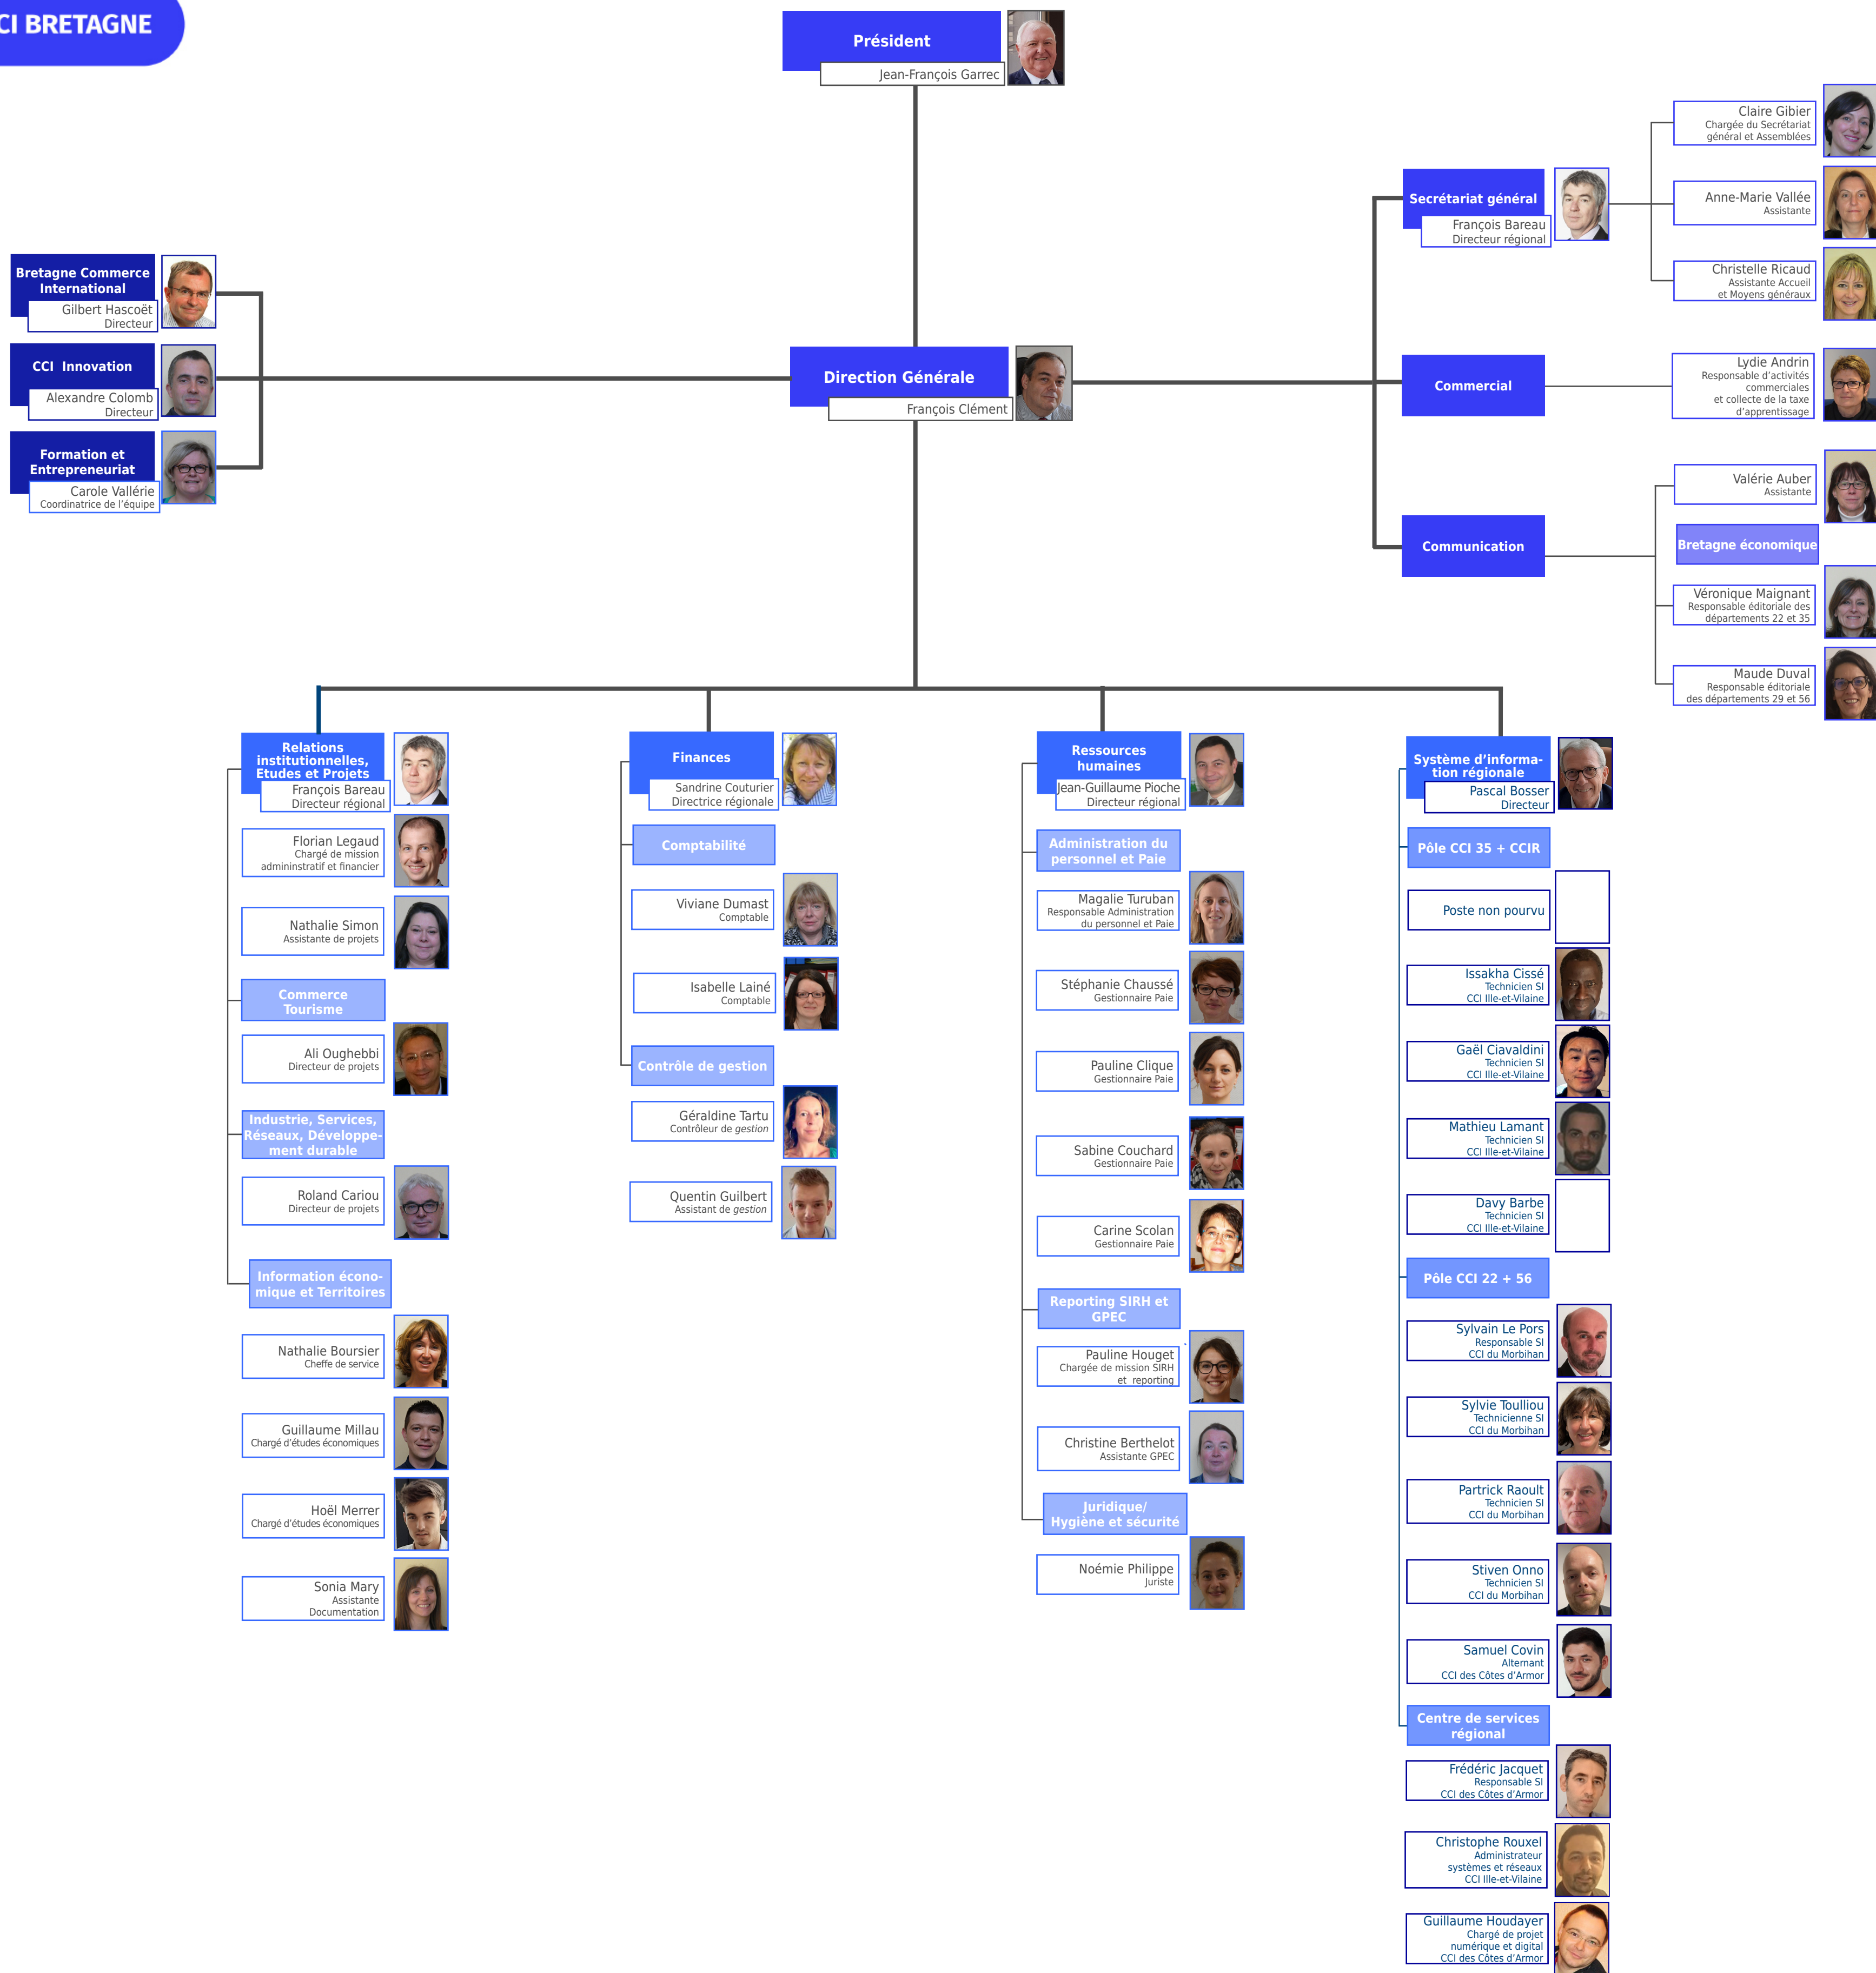 CI BRETAGNE
Président
Jean-François Garrec
Direction Générale
François Clément
Bretagne Commerce
International
Gilbert Hascoët
Directeur
CCI Innovation
Alexandre Colomb
Directeur
Formation et
Entrepreneuriat
Carole Vallérie
Coordinatrice de l’équipe
Secrétariat général
François Bareau
Directeur régional
Claire Gibier
Chargée du Secrétariat
général et Assemblées
Anne-Marie Vallée
Assistante
Christelle Ricaud
Assistante Accueil
et Moyens généraux
Commercial
Lydie Andrin
Responsable d’activités
commerciales
et collecte de la taxe
d’apprentissage
Communication
Valérie Auber
Assistante
Bretagne économique
Véronique Maignant
Responsable éditoriale des
départements 22 et 35
Maude Duval
Responsable éditoriale
des départements 29 et 56
Relations
institutionnelles,
Etudes et Projets
François Bareau
Directeur régional
Florian Legaud
Chargé de mission
admininstratif et financier
Nathalie Simon
Assistante de projets
Commerce
Tourisme
Ali Oughebbi
Directeur de projets
Industrie, Services,
Réseaux, Développe-
ment durable
Roland Cariou
Directeur de projets
Information écono-
mique et Territoires
Nathalie Boursier
Cheffe de service
Guillaume Millau
Chargé d’études économiques
Hoël Merrer
Chargé d’études économiques
Sonia Mary
Assistante
Documentation
Finances
Sandrine Couturier
Directrice régionale
Comptabilité
Viviane Dumast
Comptable
Isabelle Lainé
Comptable
Contrôle de gestion
Géraldine Tartu
Contrôleur de gestion
Quentin Guilbert
Assistant de gestion
Ressources
humaines
Jean-Guillaume Pioche
Directeur régional
Administration du
personnel et Paie
Magalie Turuban
Responsable Administration
du personnel et Paie
Stéphanie Chaussé
Gestionnaire Paie
Pauline Clique
Gestionnaire Paie
Sabine Couchard
Gestionnaire Paie
Carine Scolan
Gestionnaire Paie
Reporting SIRH et
GPEC
Pauline Houget
Chargée de mission SIRH
et reporting
Christine Berthelot
Assistante GPEC
Juridique/
Hygiène et sécurité
Noémie Philippe
Juriste
Système d’informa-
tion régionale
Pascal Bosser
Directeur
Pôle CCI 35 + CCIR
Poste non pourvu
Issakha Cissé
Technicien SI
CCI Ille-et-Vilaine
Gaël Ciavaldini
Technicien SI
CCI Ille-et-Vilaine
Mathieu Lamant
Technicien SI
CCI Ille-et-Vilaine
Davy Barbe
Technicien SI
CCI Ille-et-Vilaine
Pôle CCI 22 + 56
Sylvain Le Pors
Responsable SI
CCI du Morbihan
Sylvie Toulliou
Technicienne SI
CCI du Morbihan
Partrick Raoult
Technicien SI
CCI du Morbihan
Stiven Onno
Technicien SI
CCI du Morbihan
Samuel Covin
Alternant
CCI des Côtes d’Armor
Centre de services
régional
Frédéric Jacquet
Responsable SI
CCI des Côtes d’Armor
Christophe Rouxel
Administrateur
systèmes et réseaux
CCI Ille-et-Vilaine
Guillaume Houdayer
Chargé de projet
numérique et digital
CCI des Côtes d’Armor